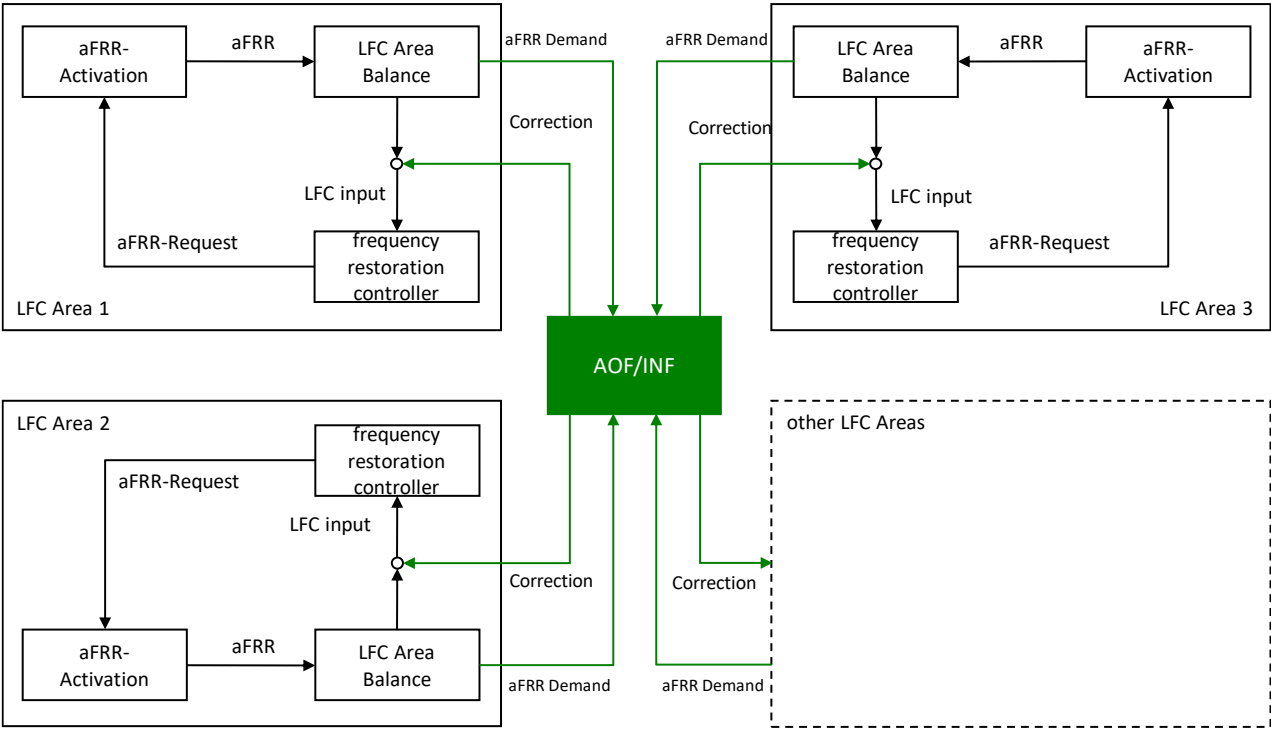 aFRR-
Activation
aFRR
LFC Area
Balance
aFRR Demand
Correction
LFC input
aFRR-Request
frequency
restoration
controller
LFC Area 1
aFRR Demand
LFC Area
Balance
aFRR
aFRR-
Activation
Correction
LFC input
frequency
restoration
controller
aFRR-Request
LFC Area 3
AOF/INF
LFC Area 2
frequency
restoration
controller
aFRR-Request
LFC input
Correction
aFRR-
Activation
aFRR
LFC Area
Balance
aFRR Demand
other LFC Areas
Correction
aFRR Demand